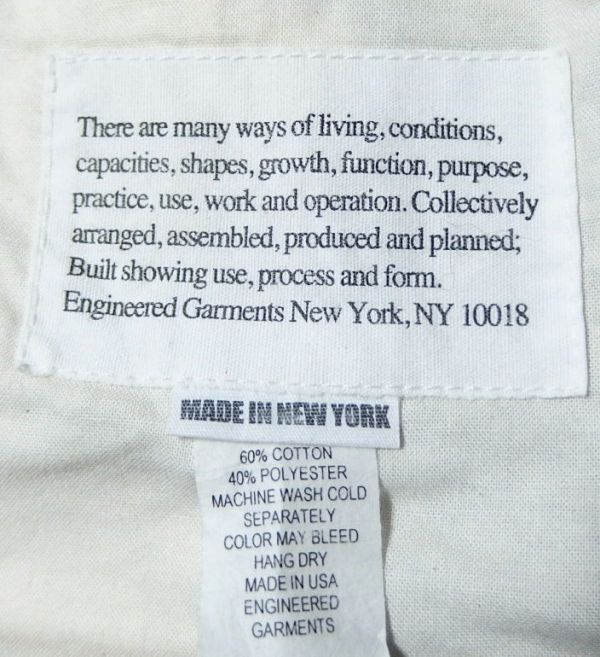 There are many ways of living, conditions,
capacities, shapes, growth, function, purpose,
practice, use, work and operation. Collectively
arranged, assembled, produced and planned;
Built showing use, process and form.
Engineered Garments New York, NY 10018
MADE IN NEW YORK
60% COTTON
40% POLYESTER
MACHINE WASH COLD
SEPARATELY
COLOR MAY BLEED
HANG DRY
MADE IN USA
ENGINEERED
GARMENTS